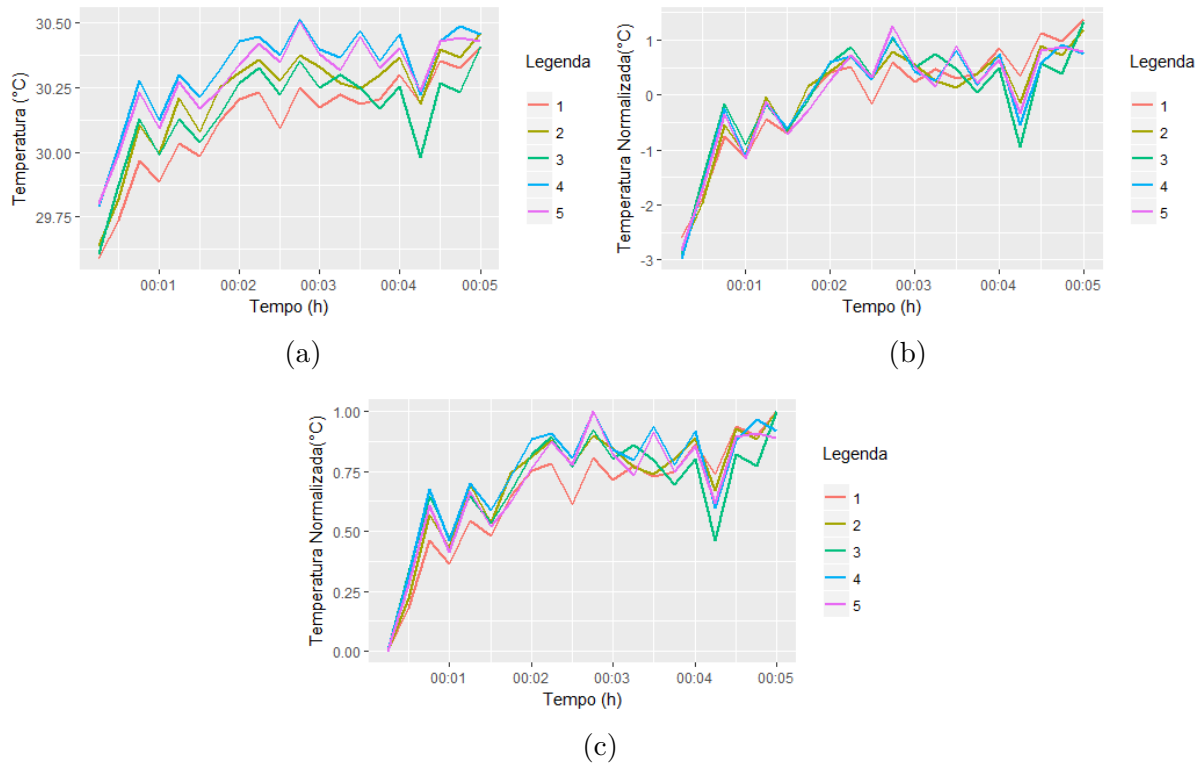 Temperatura (°C)
30.50
30.25
30.00
29.75
00:01 00:02 00:03 00:04 00:05
Tempo (h)
Legenda
1
2
3
4
5
(a)
Temperatura Normalizada(°C)
1
0
-1
-2
-3
00:01 00:02 00:03 00:04 00:05
Tempo (h)
Legenda
1
2
3
4
5
(b)
Temperatura Normalizada(°C)
1.00
0.75
0.50
0.25
0.00
00:01 00:02 00:03 00:04 00:05
Tempo (h)
Legenda
1
2
3
4
5
(c)